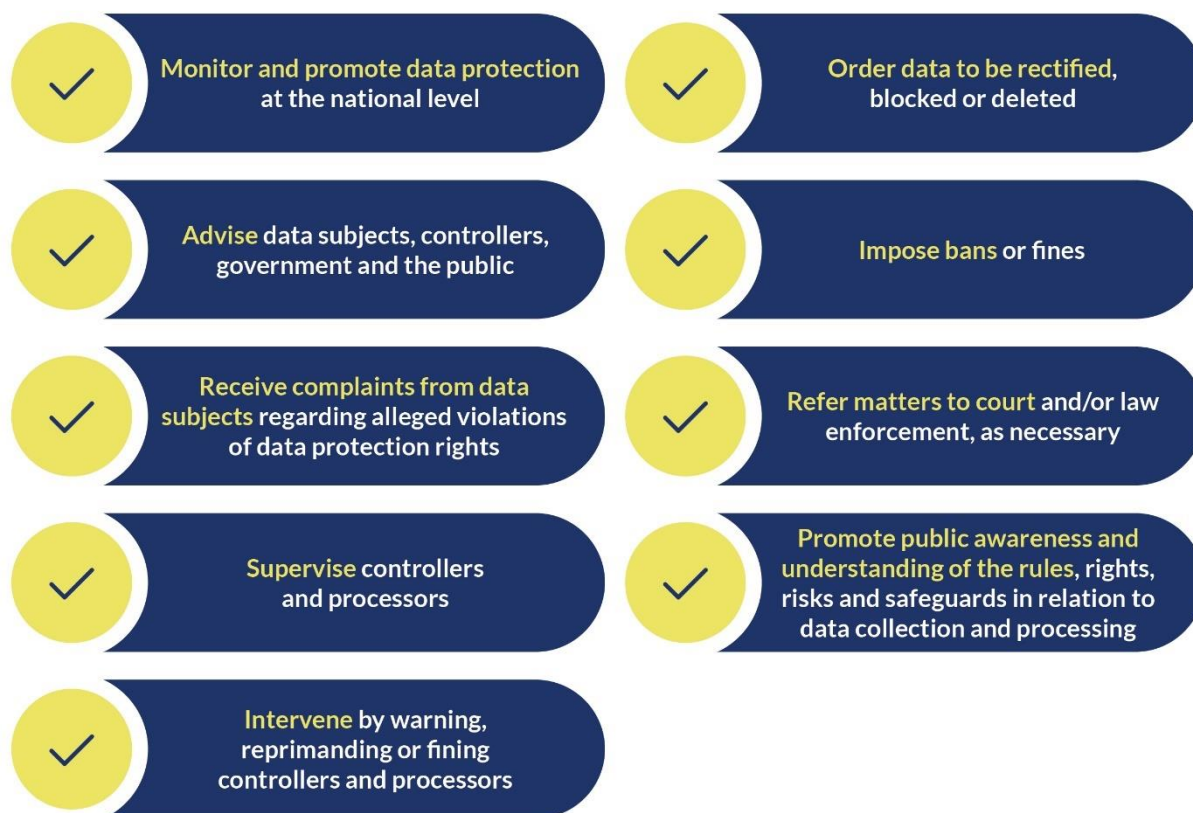 Monitor and promote data protection
at the national level
Advise data subjects, controllers,
government and the public
Receive complaints from data
subjects regarding alleged violations
of data protection rights
Supervise controllers
and processors
Intervene by warning,
reprimanding or fining
controllers and processors
Order data to be rectified,
blocked or deleted
Impose bans or fines
Refer matters to court and/or law
enforcement, as necessary
Promote public awareness and
understanding of the rules, rights,
risks and safeguards in relation to
data collection and processing